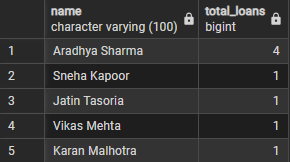 name total_loans
character varying (100) bigint
1 Aradhya Sharma 4
2 Sneha Kapoor 1
3 Jatin Tasoria 1
4 Vikas Mehta 1
5 Karan Malhotra 1